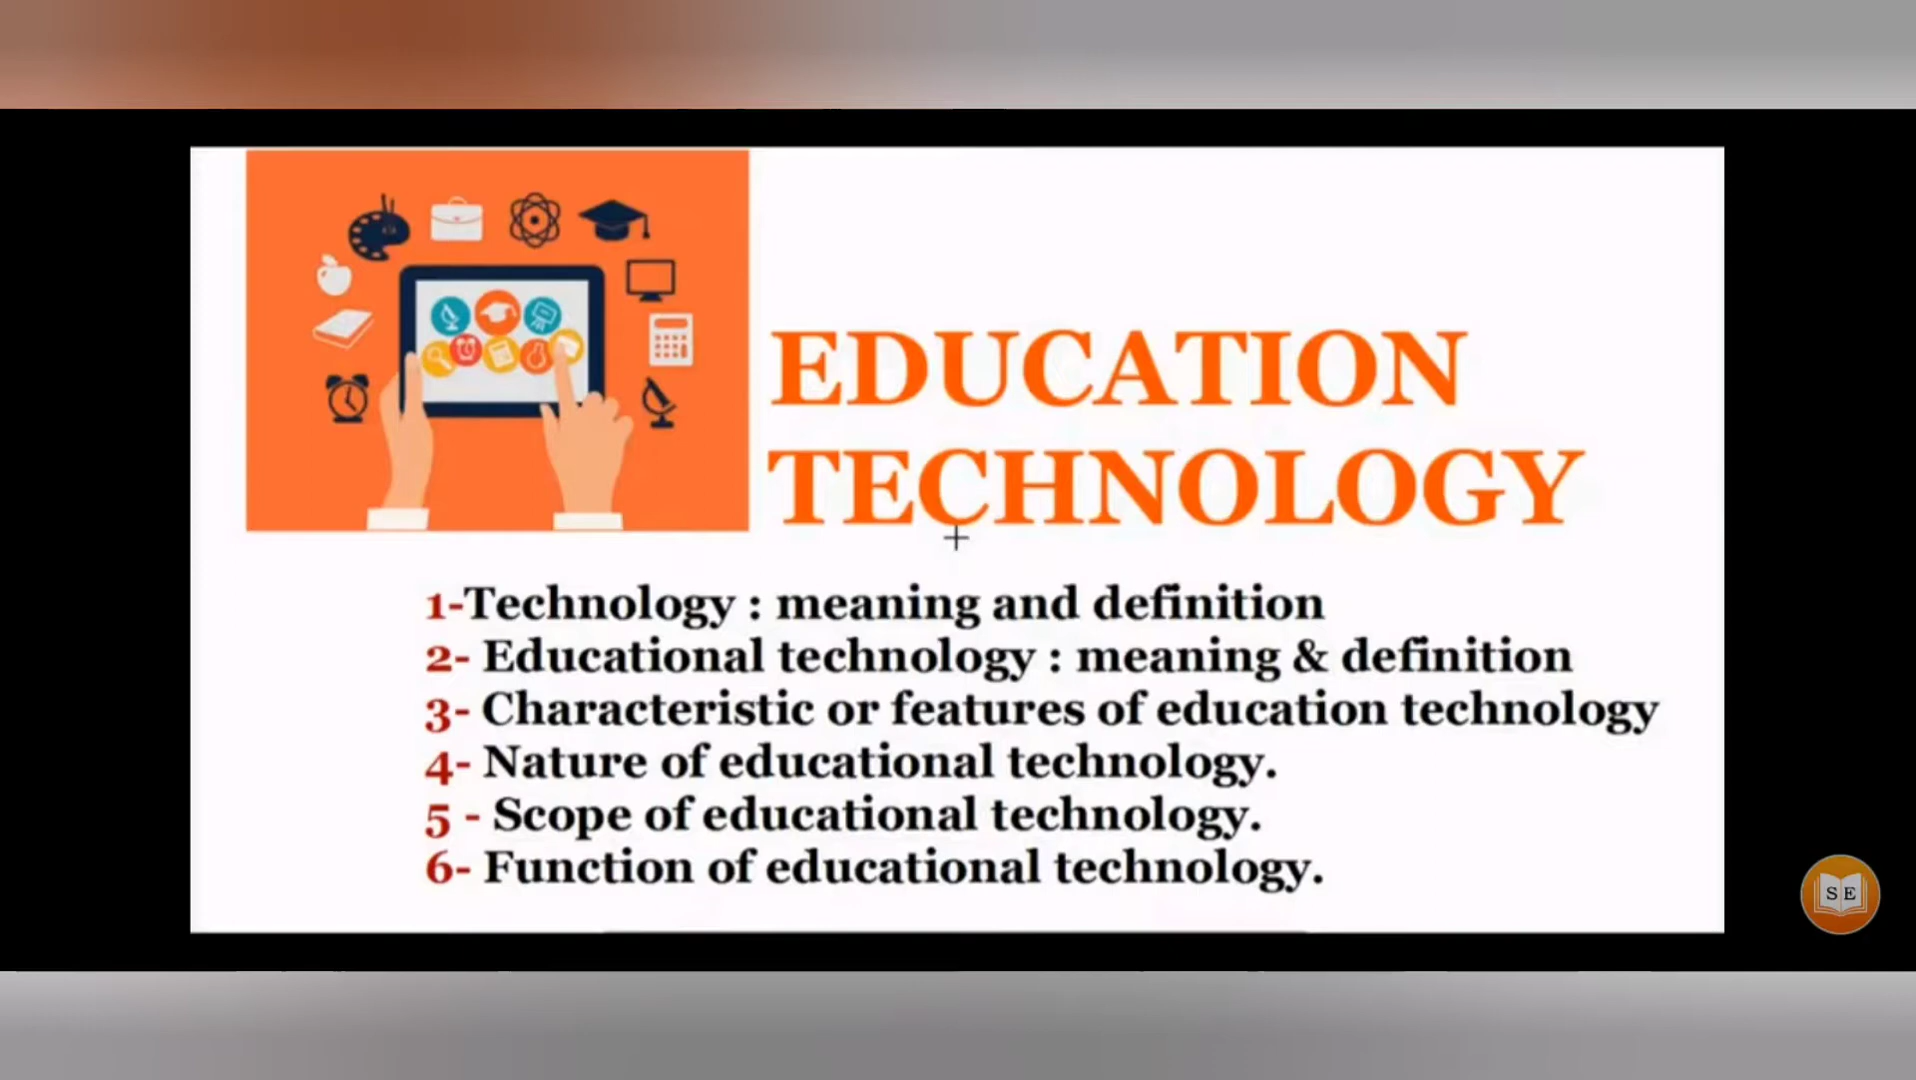 EDUCATION
TECHNOLOGY
1-Technology : meaning and definition
2- Educational technology : meaning & definition
3- Characteristic or features of education technology
4- Nature of educational technology.
5 - Scope of educational technology.
6- Function of educational technology.
S E